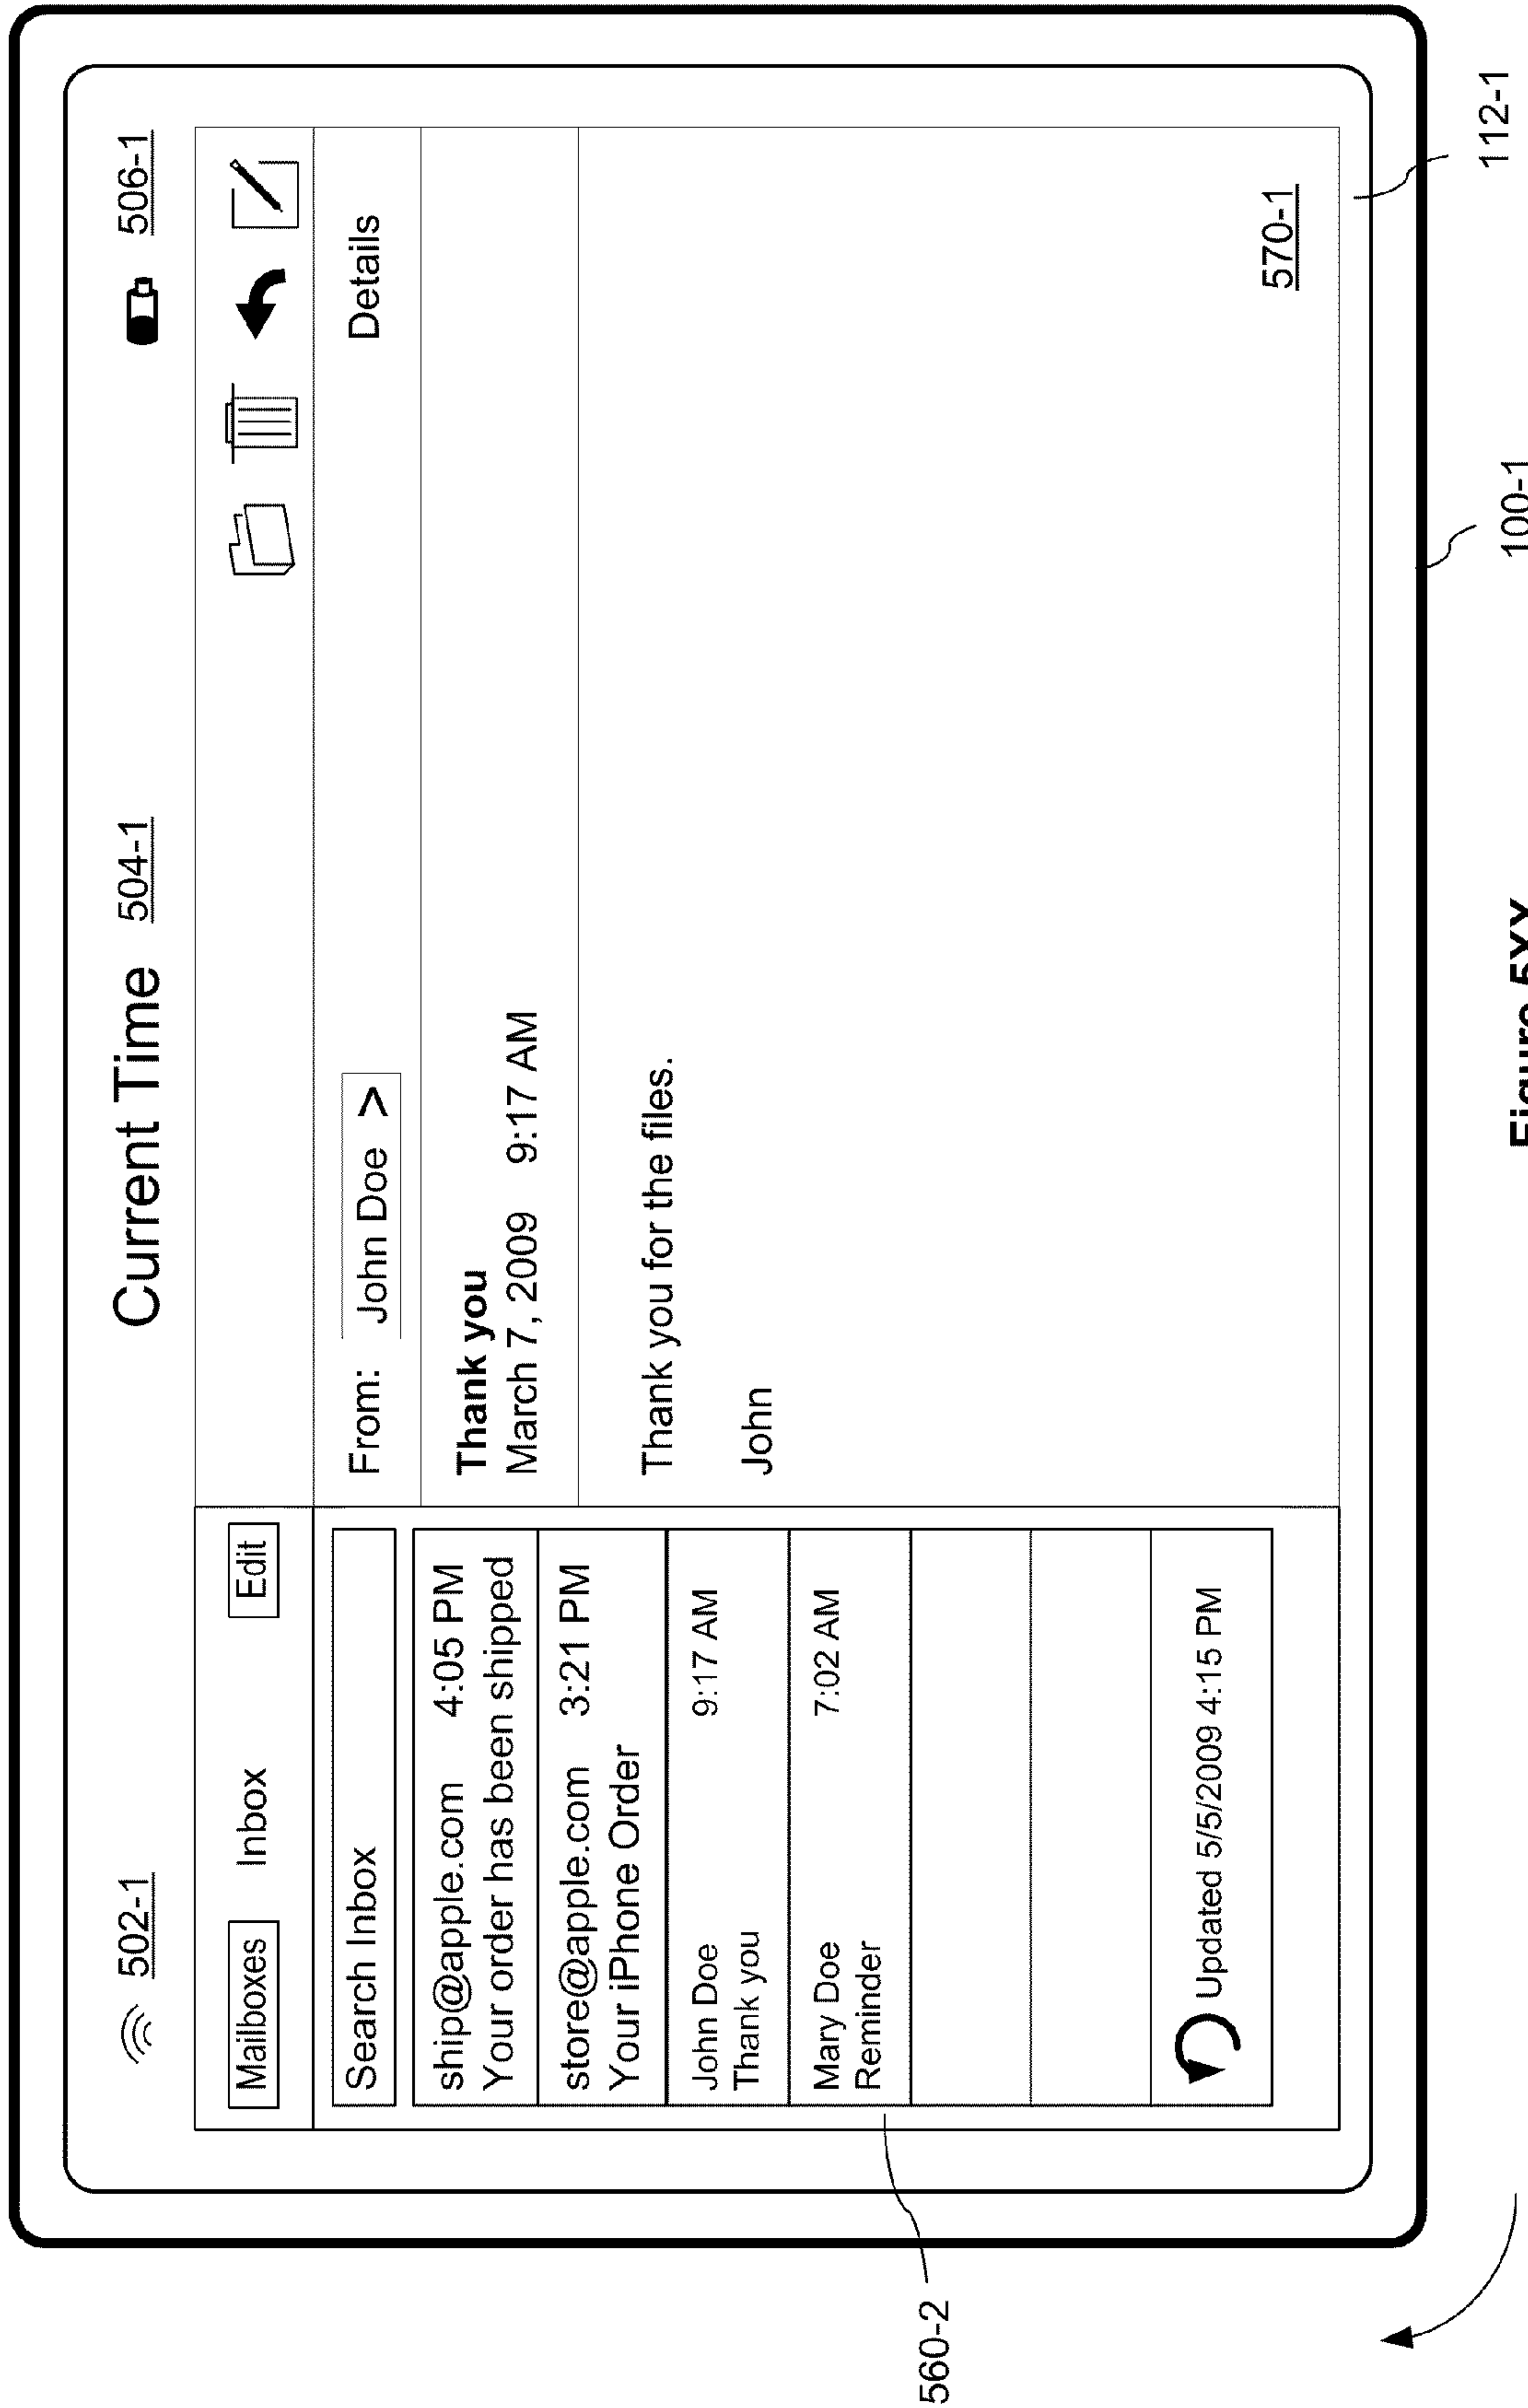 502-1
Current Time 504-1
506-1
Mailboxes Inbox Edit
Search Inbox
ship@apple.com 4:05 PM
Your order has been shipped
store@apple.com 3:21 PM
Your iPhone Order
John Doe 9:17 AM
Thank you
Mary Doe 7:02 AM
Reminder
Updated 5/5/2009 4:15 PM
From: John Doe >
Details
Thank you
March 7, 2009 9:17 AM
Thank you for the files.
John
570-1
560-2
112-1
100-1
Figure 5XX